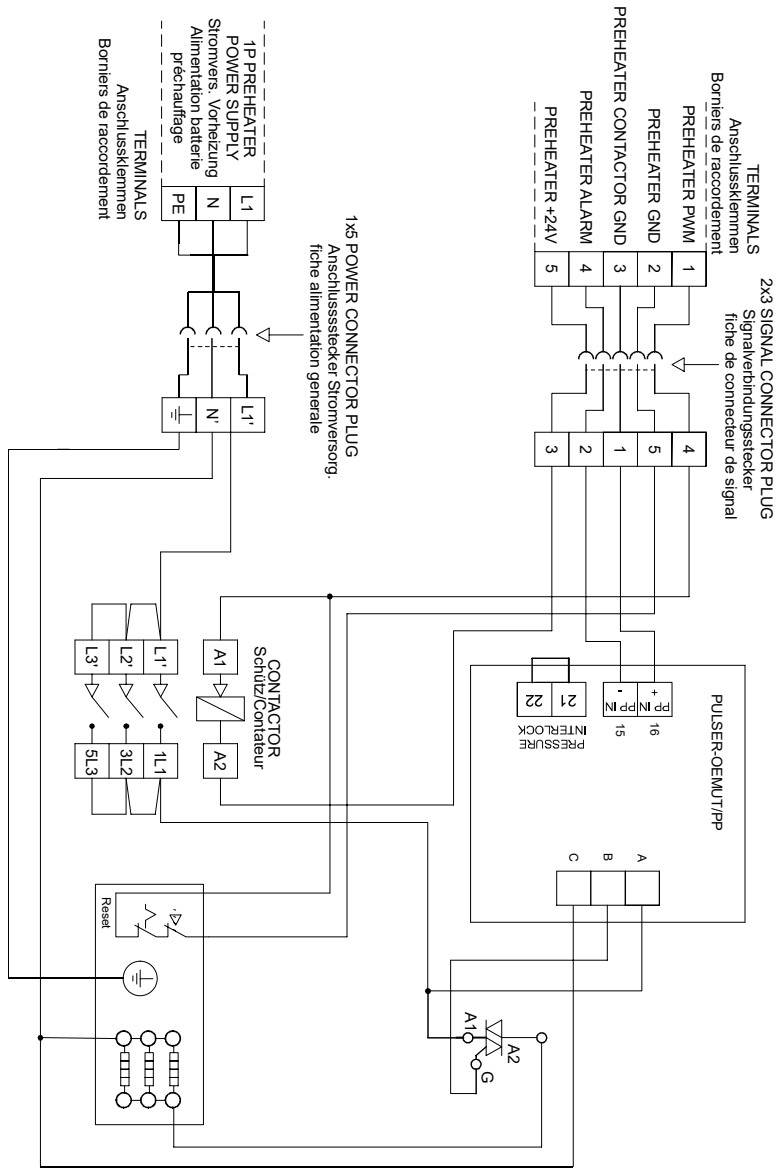 TERMINALS
Anschlussklemmen
Borniers de raccordement
PREHEATER PWM
PREHEATER GND
PREHEATER CONTACTOR GND
PREHEATER ALARM
PREHEATER +24V
1
2
3
4
5
2x3 SIGNAL CONNECTOR PLUG
Signalverbindungsstecker
fiche de connecteur de signal
4
5
1
2
3
PULSER-OEMUT/PP
+
PP IN
16
-
PP IN
15
21
22
PRESSURE
INTERLOCK
A
B
C
A1
A2
G
1P PREHEATER
POWER SUPPLY
Stromvers. Vorheizung
Alimentation batterie
préchauffage
L1
N
PE
TERMINALS
Anschlussklemmen
Borniers de raccordement
1x5 POWER CONNECTOR PLUG
Anschlusssstecker Stromversorg.
fiche alimentation generale
L1'
N'
CONTACTOR
Schütz/Contateur
A1
A2
L1'
L2'
L3'
1L1
3L2
5L3
Reset